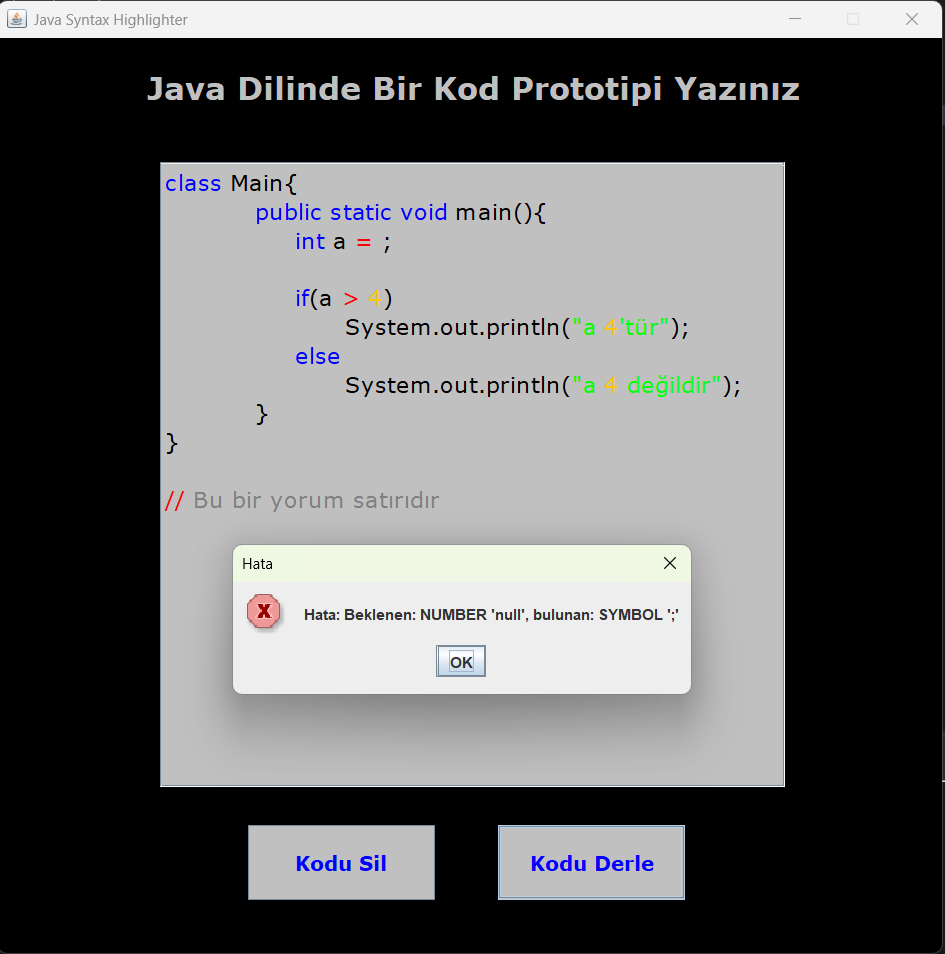 Java Syntax Highlighter
Java Dilinde Bir Kod Prototipi Yazınız
class Main{
public static void main(){
int a = ;
if(a > 4)
System.out.println("a 4'tür");
else
System.out.println("a 4 değildir");
}
}
// Bu bir yorum satırıdır
Hata
X
Hata: Beklenen: NUMBER 'null', bulunan: SYMBOL ';'
OK
Kodu Sil
Kodu Derle